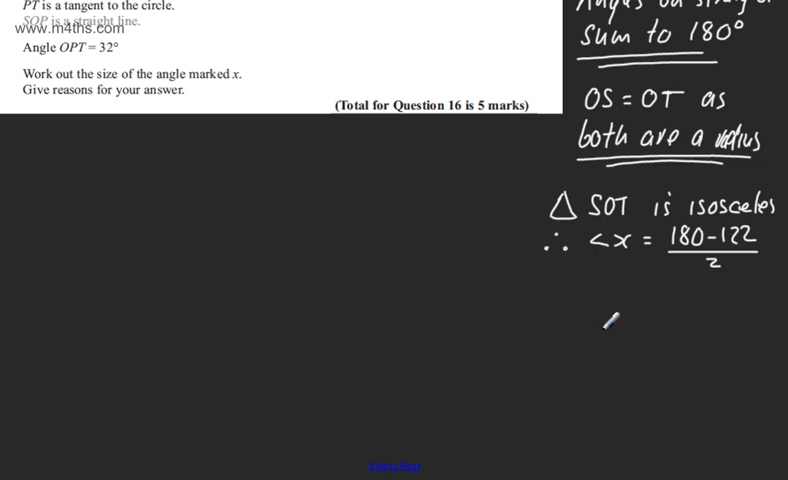 PT is a tangent to the circle.
SOP is a straight line.
www.m4ths.com
Angle OPT = 32°
Work out the size of the angle marked x.
Give reasons for your answer.
(Total for Question 16 is 5 marks)
sum to 180°
OS = OT as
both are a radius
△ SOT is isosceles
∴ <x = 180-122
2